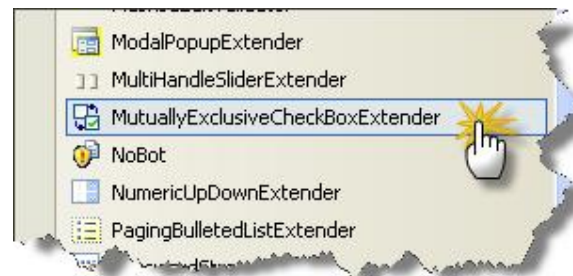 ModalPopupExtender
MultiHandleSliderExtender
MutuallyExclusiveCheckBoxExtender
NoBot
NumericUpDownExtender
PagingBulletedListExtender